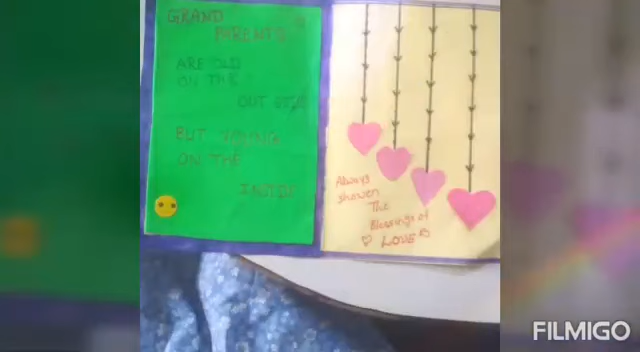 GRAND
PARENTS
ARE OLD
ON THE
OUT SIDE
BUT YOUNG
ON THE
INSIDE
Always
shower
The
Blessings of
LOVE
FILMIGO